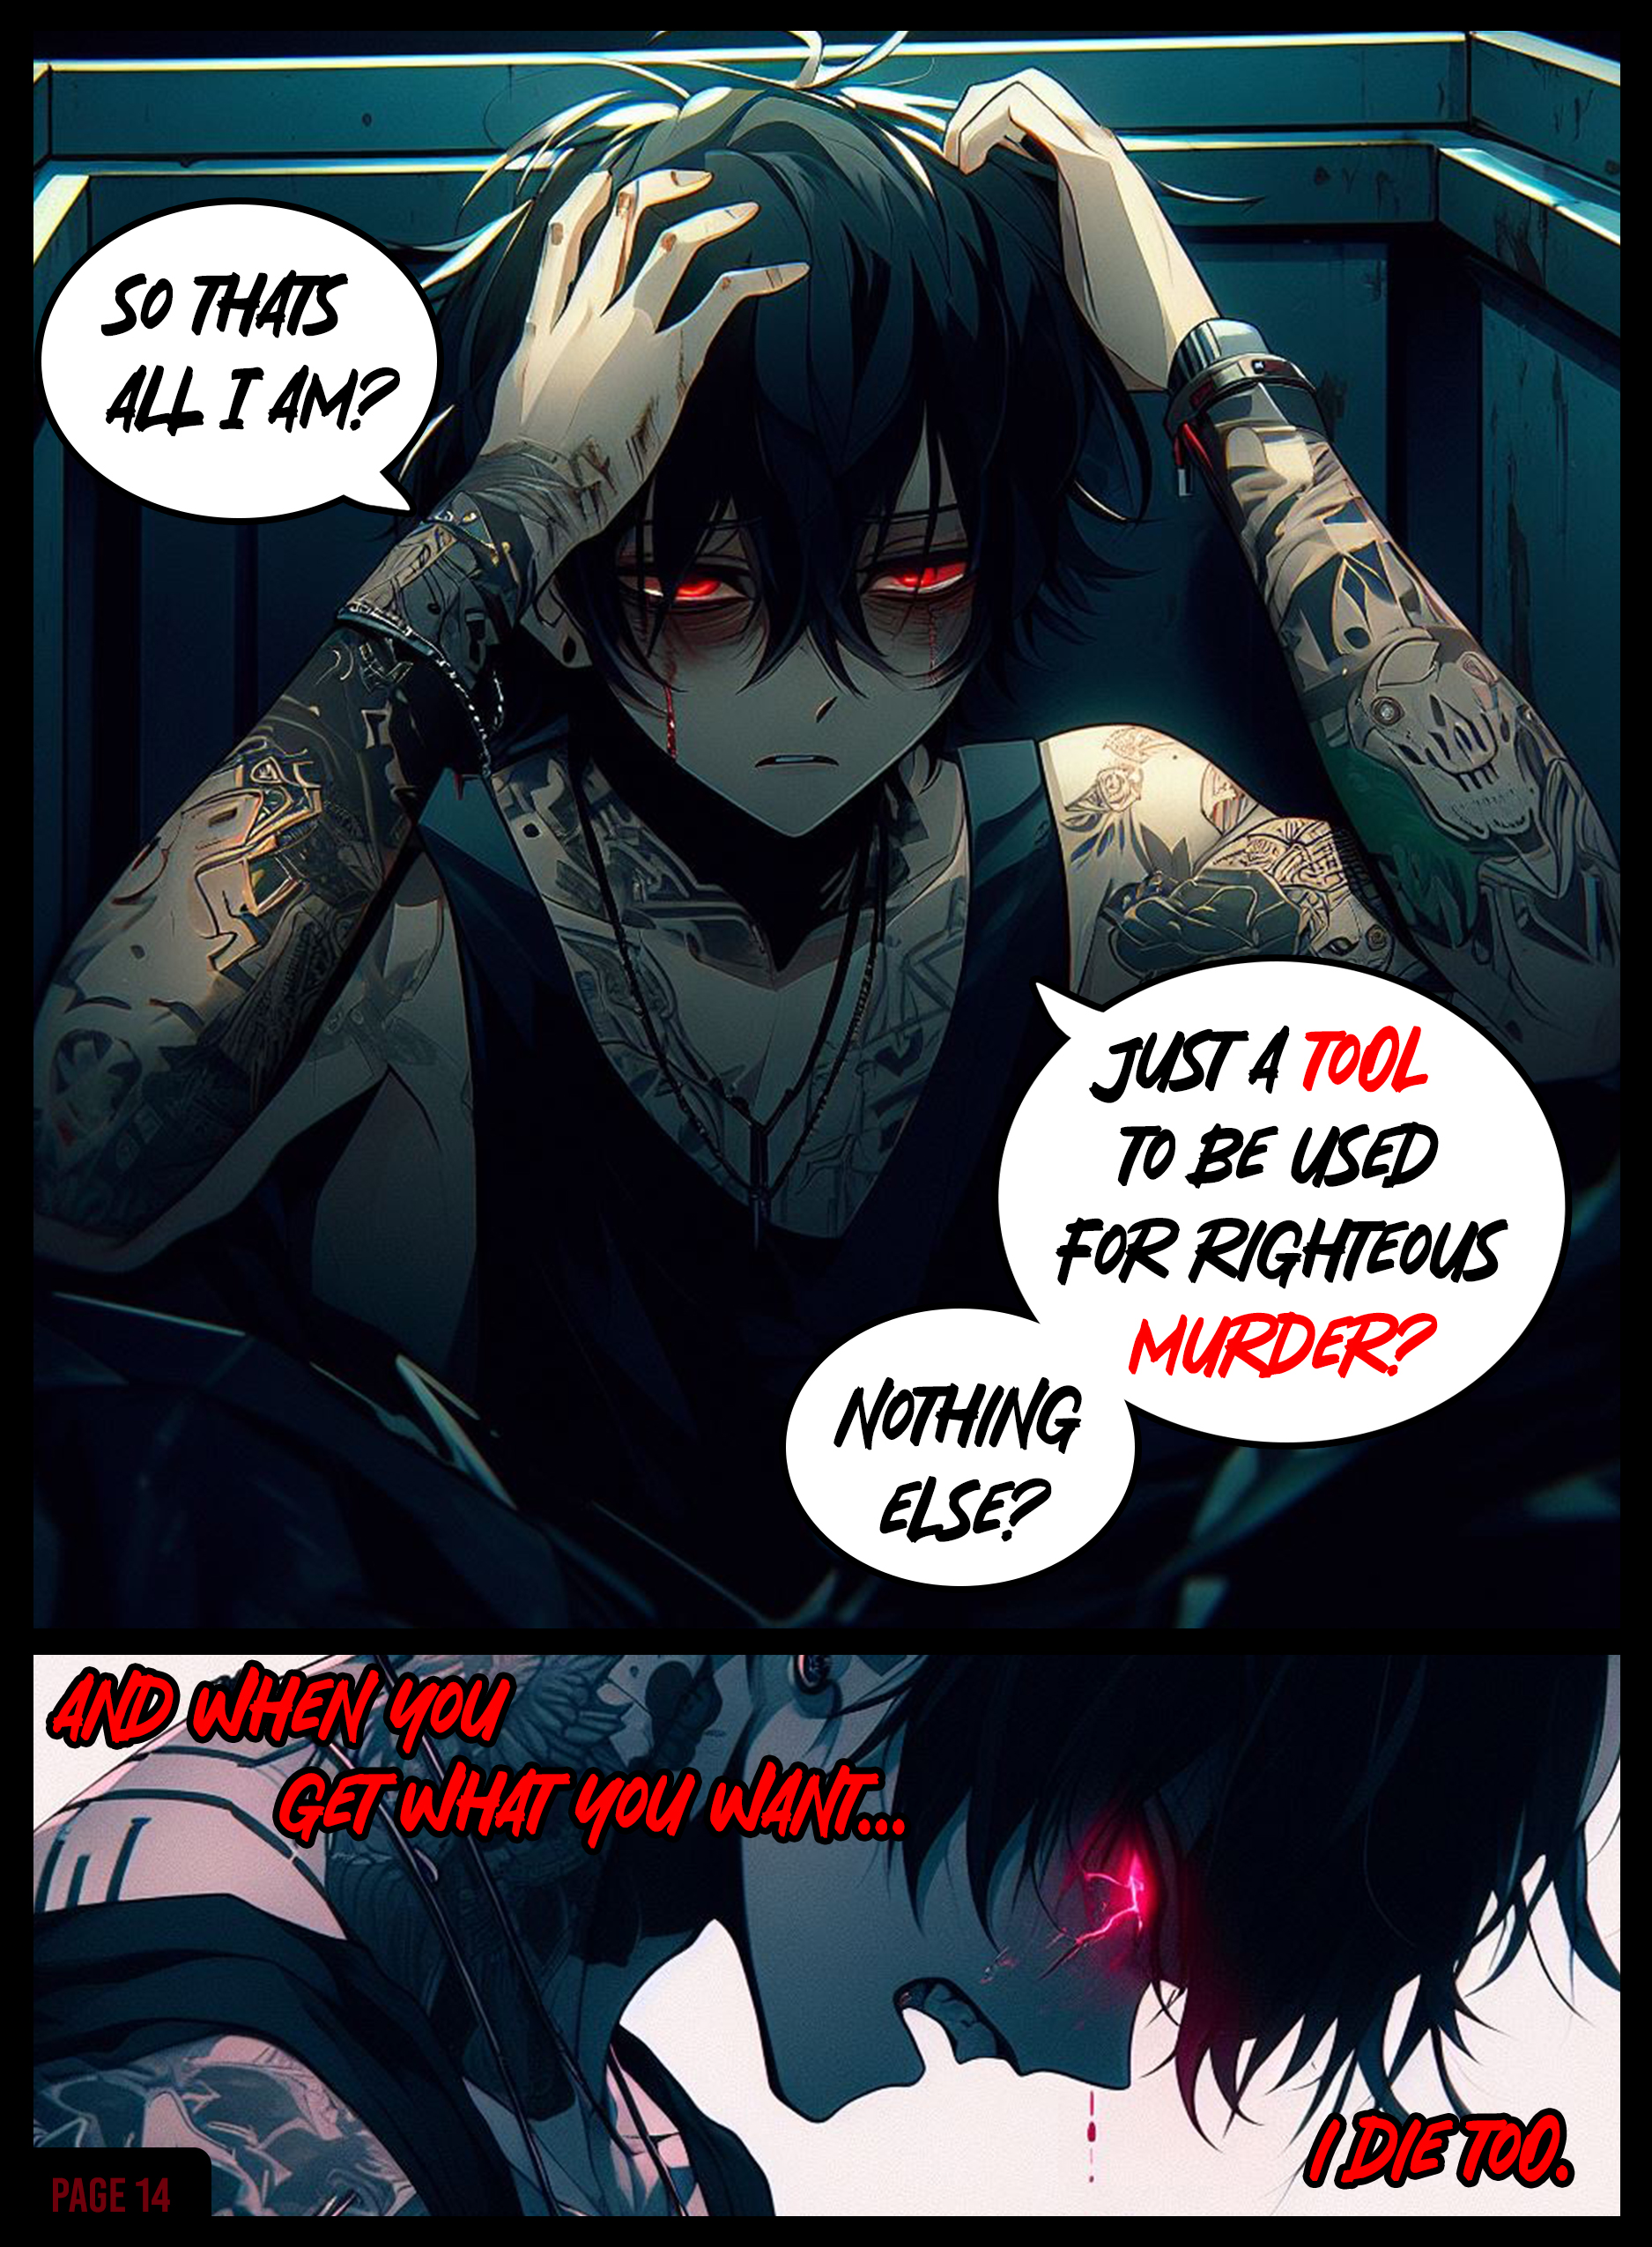 SO THATS
ALL I AM?
JUST A TOOL
TO BE USED
FOR RIGHTEOUS
MURDER?
NOTHING
ELSE?
AND WHEN YOU
GET WHAT YOU WANT...
I DIE TOO.
PAGE 14